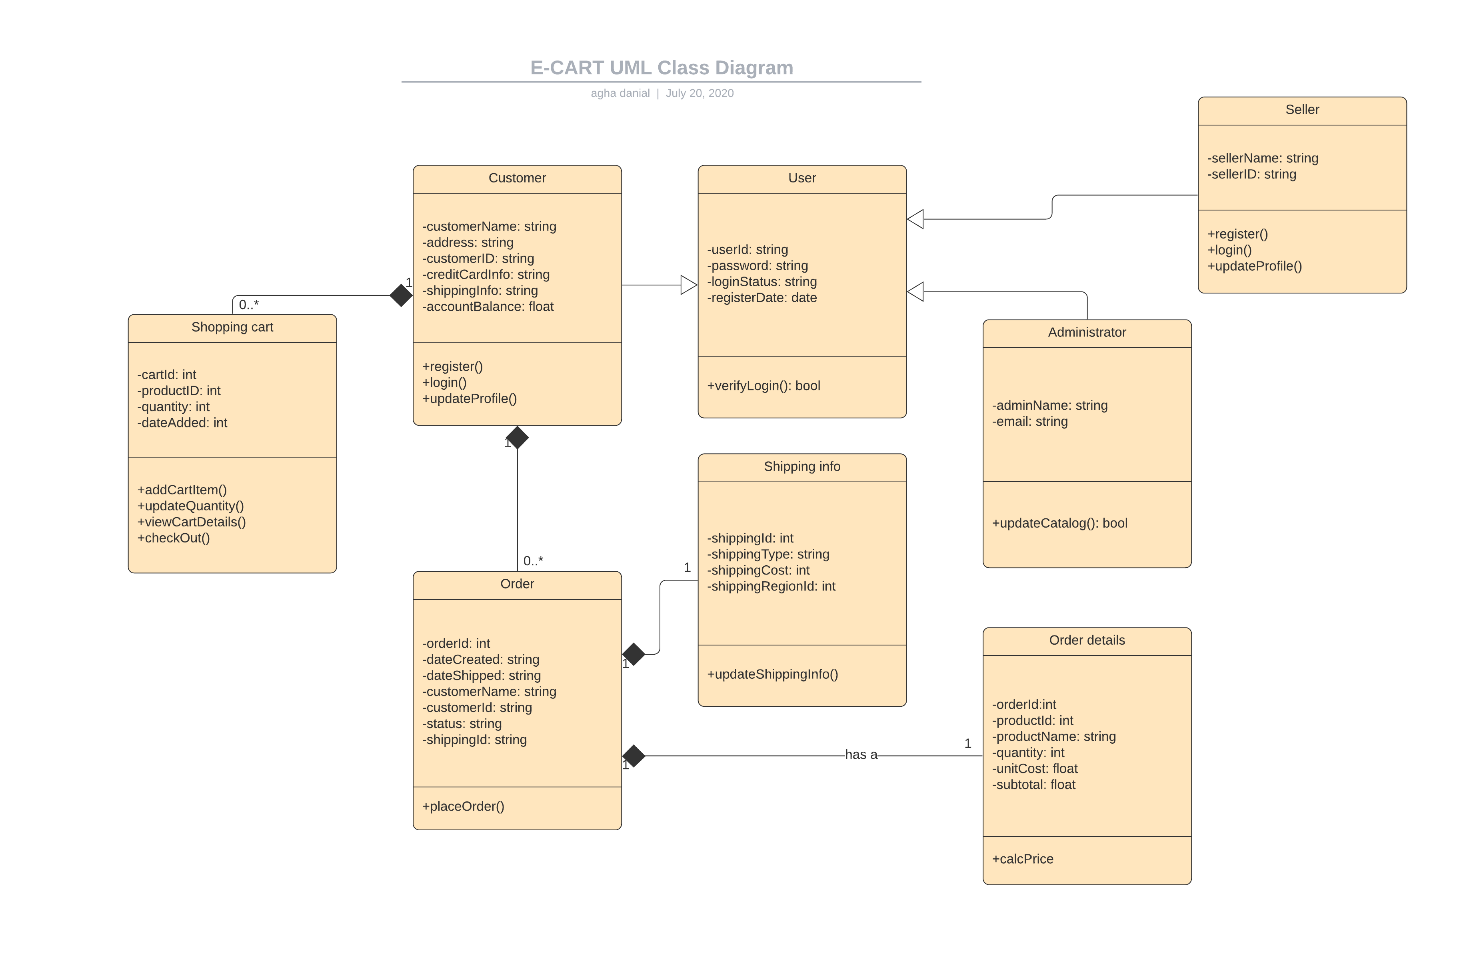 E-CART UML Class Diagram
agha danial | July 20, 2020
Seller
-sellerName: string
-sellerID: string
+register()
+login()
+updateProfile()
Customer
-customerName: string
-address: string
-customerID: string
-creditCardInfo: string
-shippingInfo: string
-accountBalance: float
+register()
+login()
+updateProfile()
User
-userId: string
-password: string
-loginStatus: string
-registerDate: date
+verifyLogin(): bool
1
0..*
Shopping cart
-cartId: int
-productID: int
-quantity: int
-dateAdded: int
+addCartItem()
+updateQuantity()
+viewCartDetails()
+checkOut()
Administrator
-adminName: string
-email: string
+updateCatalog(): bool
1
0..*
Shipping info
-shippingId: int
-shippingType: string
-shippingCost: int
-shippingRegionId: int
+updateShippingInfo()
1
1
Order
-orderId: int
-dateCreated: string
-dateShipped: string
-customerName: string
-customerId: string
-status: string
-shippingId: string
+placeOrder()
1
has a
1
Order details
-orderId:int
-productId: int
-productName: string
-quantity: int
-unitCost: float
-subtotal: float
+calcPrice